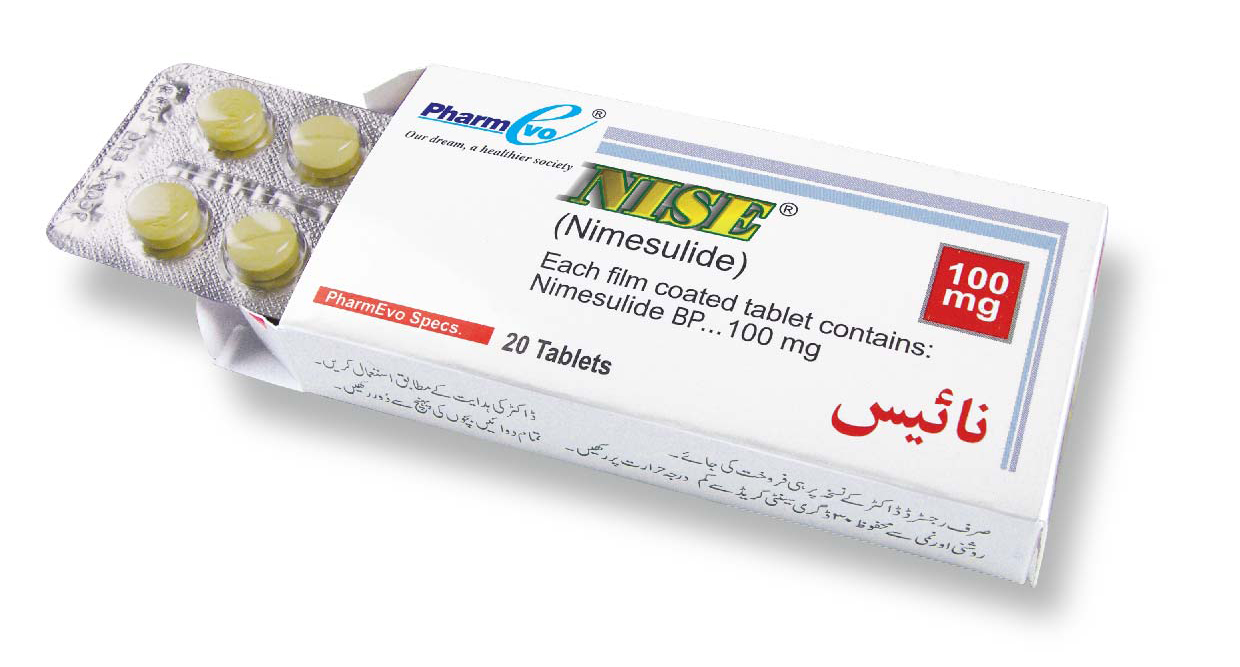 PharmEvo®
Our dream, a healthier society
NISE®
(Nimesulide)
Each film coated tablet contains:
Nimesulide BP...100 mg
100
mg
PharmEvo Specs.
20 Tablets
نائیس
ڈاکٹر کی ہدایت کے مطابق استعمال کریں۔
تمام دوائیں بچوں کی پہنچ سے دُور رکھیں۔
صرف رجسٹرڈ ڈاکٹر کے نسخہ پر ہی فروخت کی جائے۔
روشنی اور نمی سے محفوظ ۳۰ ڈگری سینٹی گریڈ سے کم درجہ حرارت پر رکھیں۔